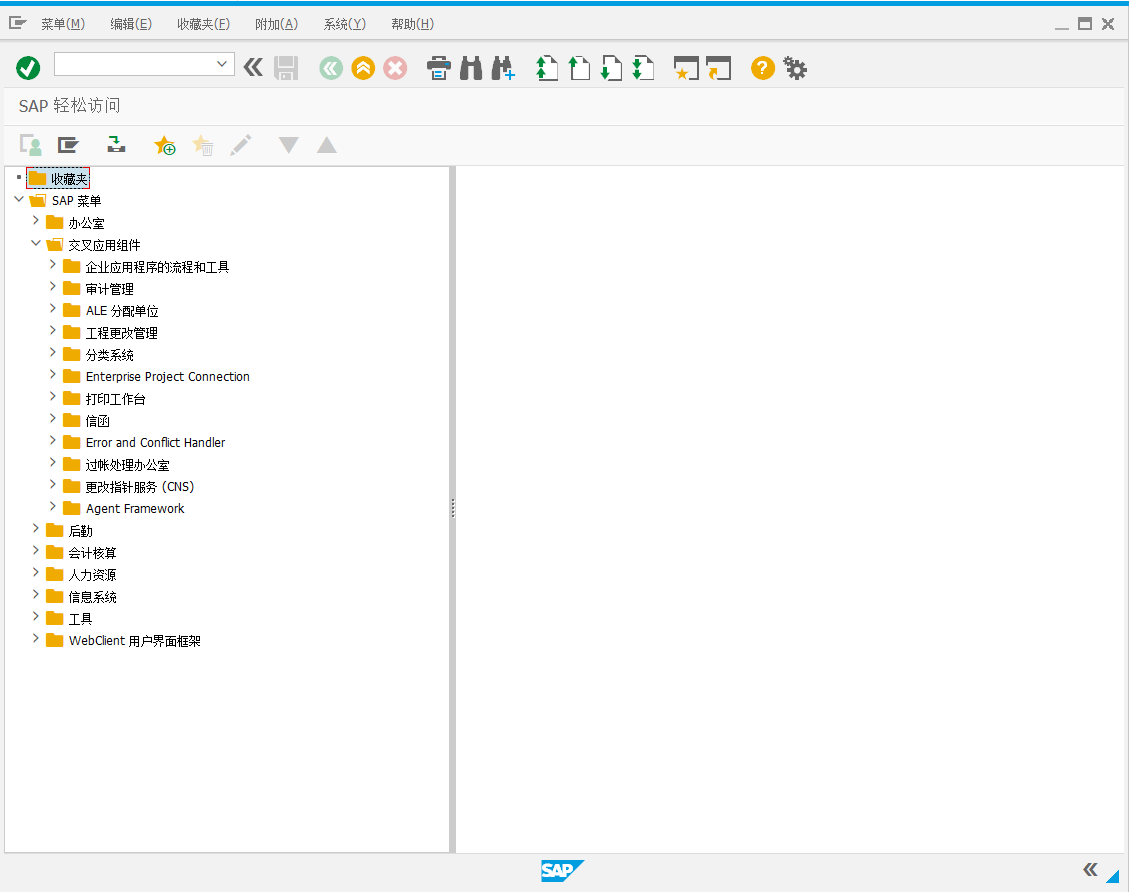 菜单(M) 编辑(E) 收藏夹(F) 附加(A) 系统(Y) 帮助(H)
SAP 轻松访问
收藏夹
SAP 菜单
办公室
交叉应用组件
企业应用程序的流程和工具
审计管理
ALE 分配单位
工程更改管理
分类系统
Enterprise Project Connection
打印工作台
信函
Error and Conflict Handler
过帐处理办公室
更改指针服务 (CNS)
Agent Framework
后勤
会计核算
人力资源
信息系统
工具
WebClient 用户界面框架
SAP